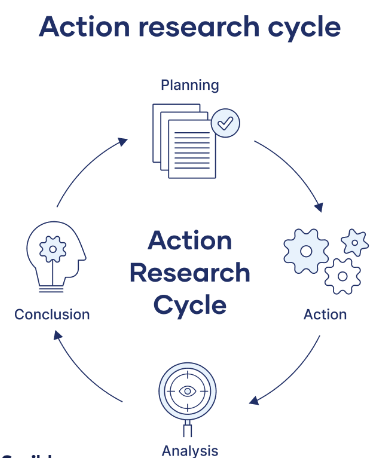 Action research cycle
Planning
Action
Research
Cycle
Conclusion
Action
Analysis